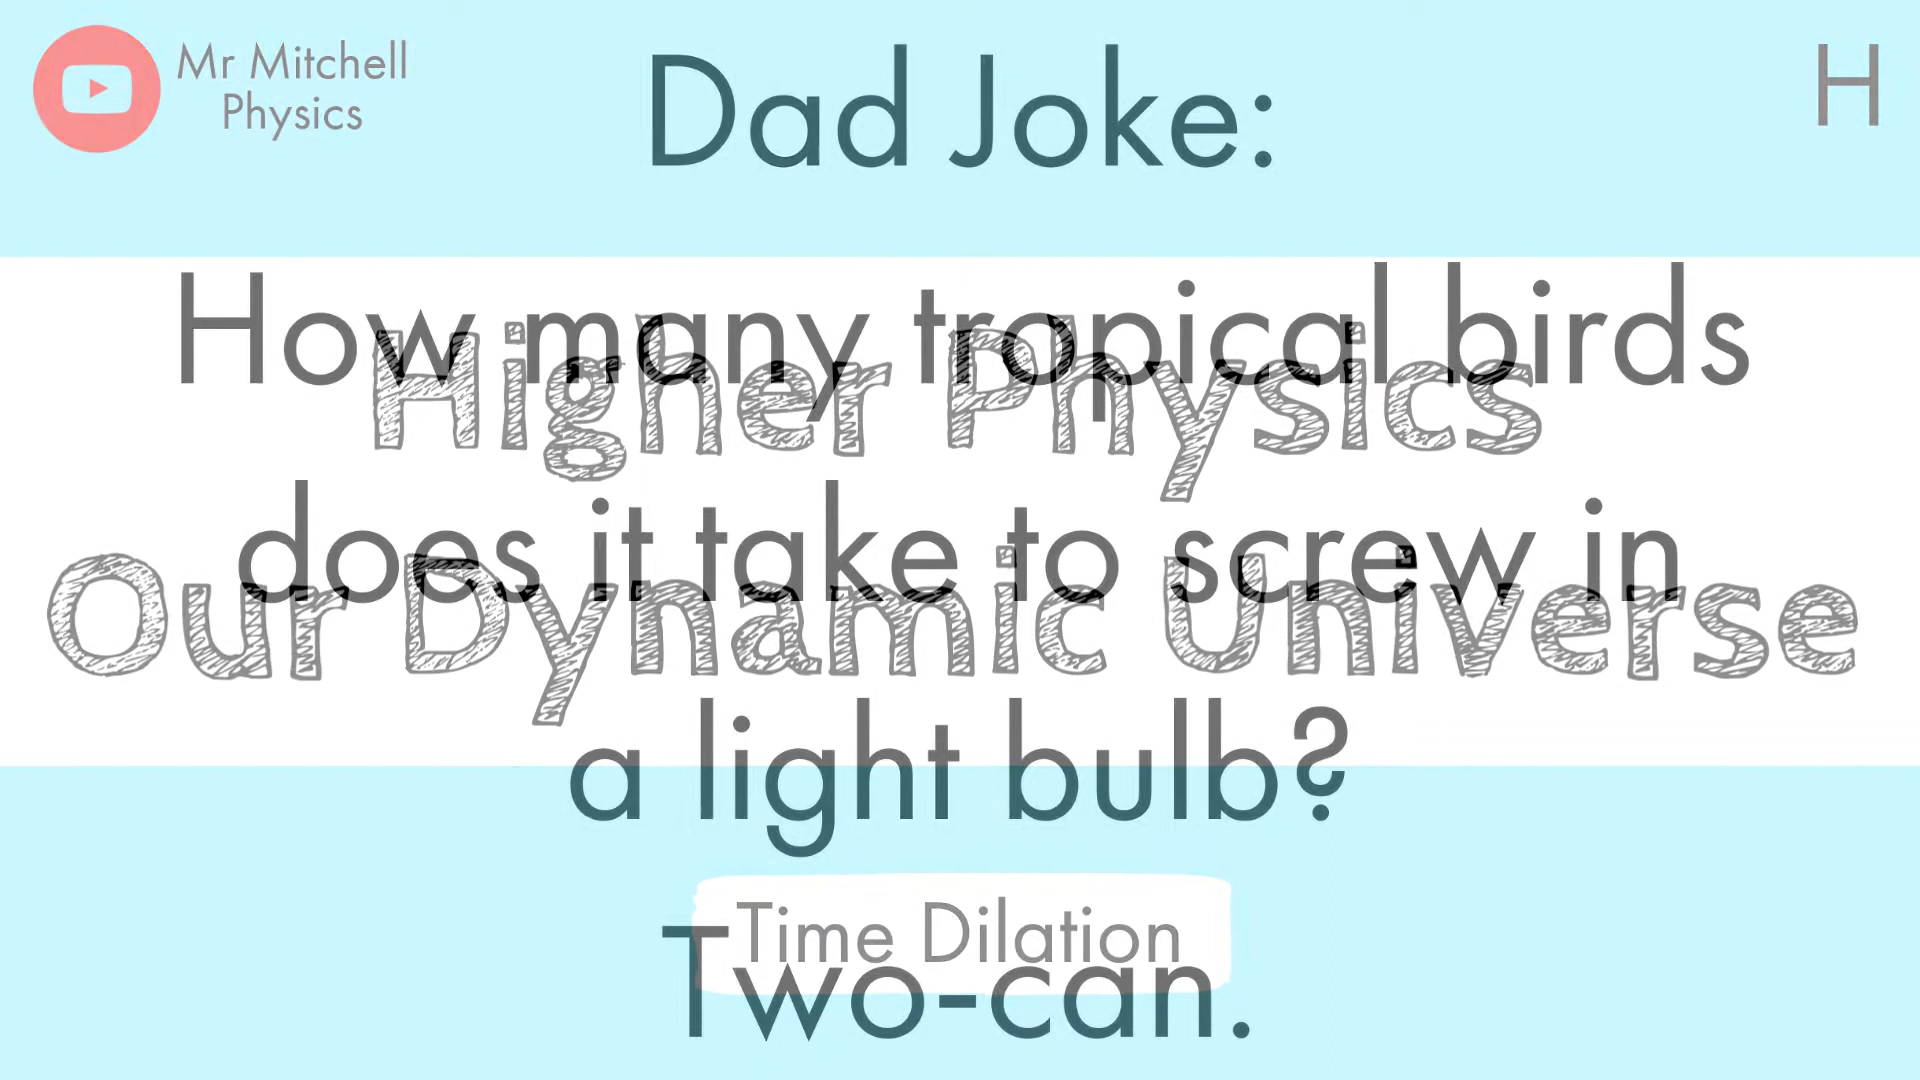 Mr Mitchell
Physics
Dad Joke:
H
How many tropical birds
Higher Physics
does it take to screw in
Our Dynamic Universe
a light bulb?
Time Dilation
Two-can.